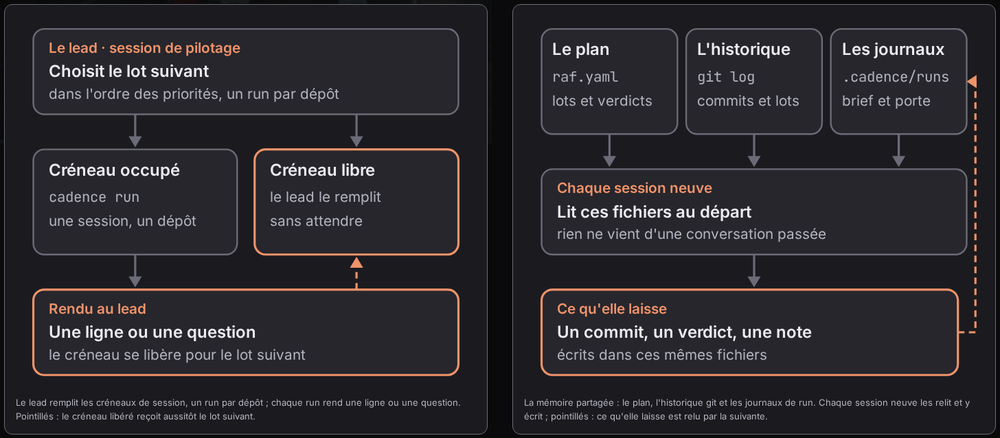 Le lead · session de pilotage
Choisit le lot suivant
dans l'ordre des priorités, un run par dépôt
Créneau occupé
cadence run
une session, un dépôt
Créneau libre
le lead le remplit
sans attendre
Rendu au lead
Une ligne ou une question
le créneau se libère pour le lot suivant
Le lead remplit les créneaux de session, un run par dépôt ; chaque run rend une ligne ou une question.
Pointillés : le créneau libéré reçoit aussitôt le lot suivant.
Le plan
raf.yaml
lots et verdicts
L'historique
git log
commits et lots
Les journaux
.cadence/runs
brief et porte
Chaque session neuve
Lit ces fichiers au départ
rien ne vient d'une conversation passée
Ce qu'elle laisse
Un commit, un verdict, une note
écrits dans ces mêmes fichiers
La mémoire partagée : le plan, l'historique git et les journaux de run. Chaque session neuve les relit et y
écrit ; pointillés : ce qu'elle laisse est relu par la suivante.